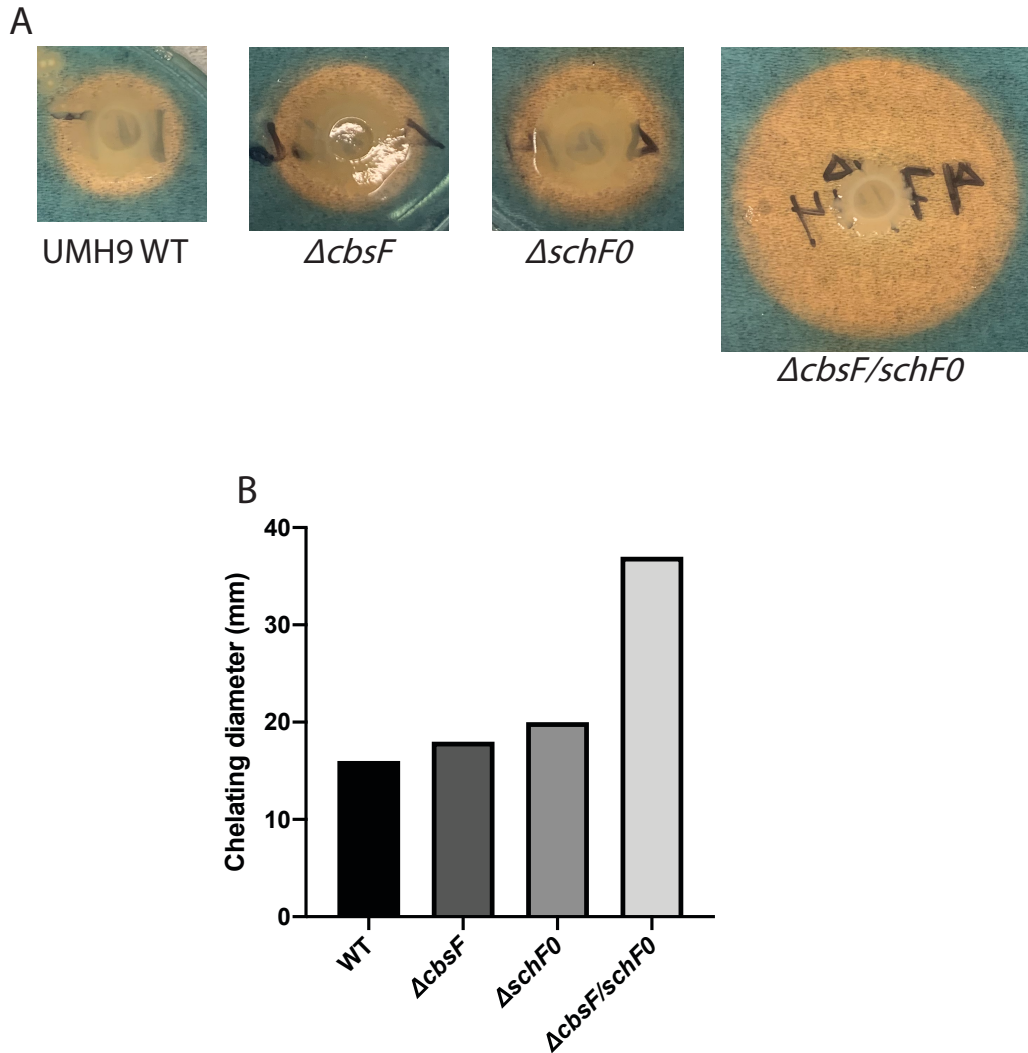 A
UMH9 WT
ΔcbsF
ΔschF0
ΔcbsF/schF0
B
Chelating diameter (mm)
40
30
20
10
0
WT
ΔcbsF
ΔschF0
ΔcbsF/schF0